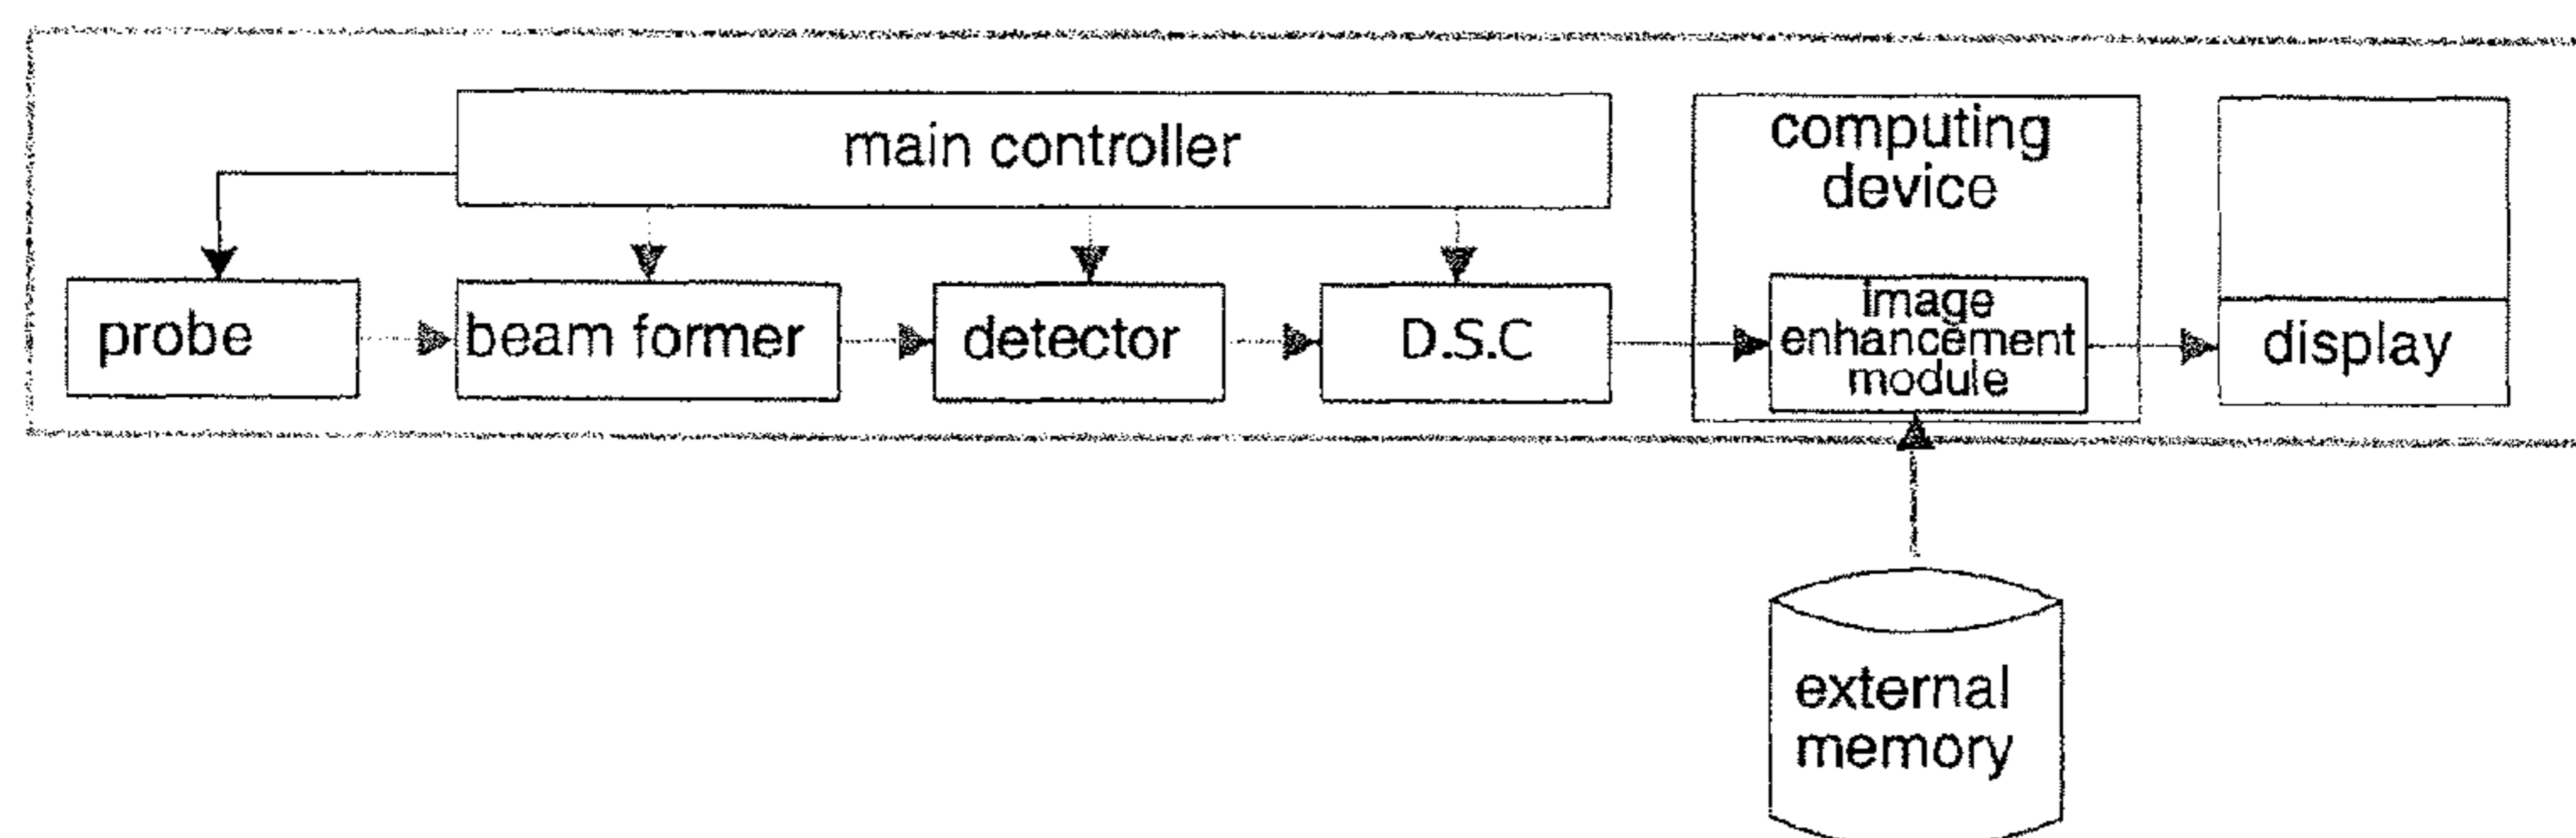 main controller
computing
device
probe
beam former
detector
D.S.C
image
enhancement
module
display
external
memory